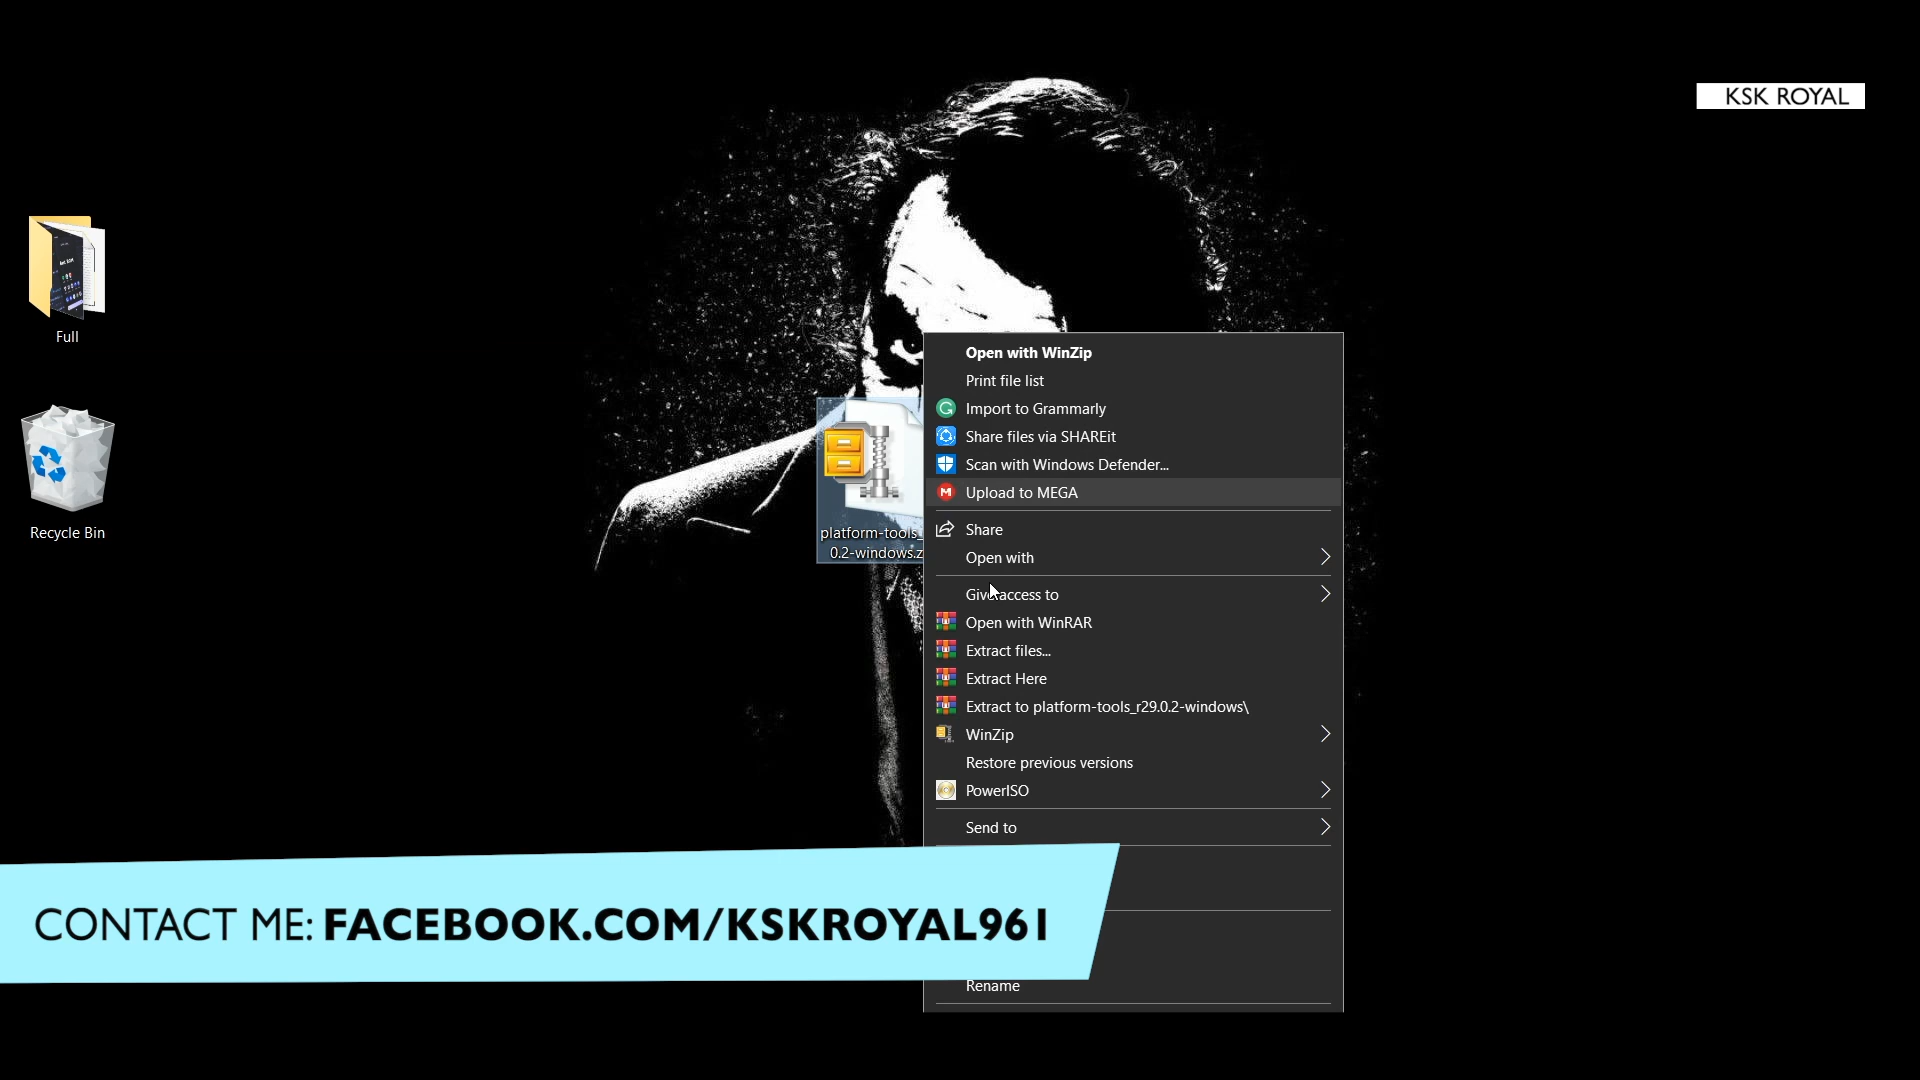 KSK ROYAL
Full
Recycle Bin
platform-tools_
0.2-windows.z
Open with WinZip
Print file list
Import to Grammarly
Share files via SHAREit
Scan with Windows Defender...
Upload to MEGA
Share
Open with
Give access to
Open with WinRAR
Extract files...
Extract Here
Extract to platform-tools_r29.0.2-windows\
WinZip
Restore previous versions
PowerISO
Send to
Rename
CONTACT ME: FACEBOOK.COM/KSKROYAL961